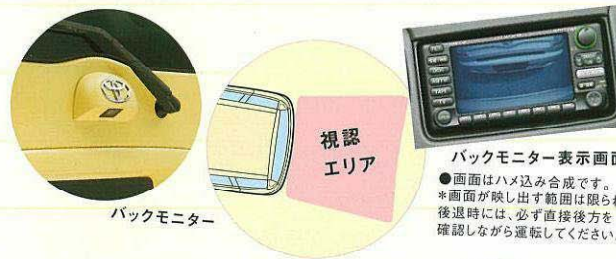 視認
エリア
バックモニター
バックモニター表示画面
●画面はハメ込み合成です。
*画面が映し出す範囲は限られ
後退時には、必ず直接後方を
確認しながら運転してください